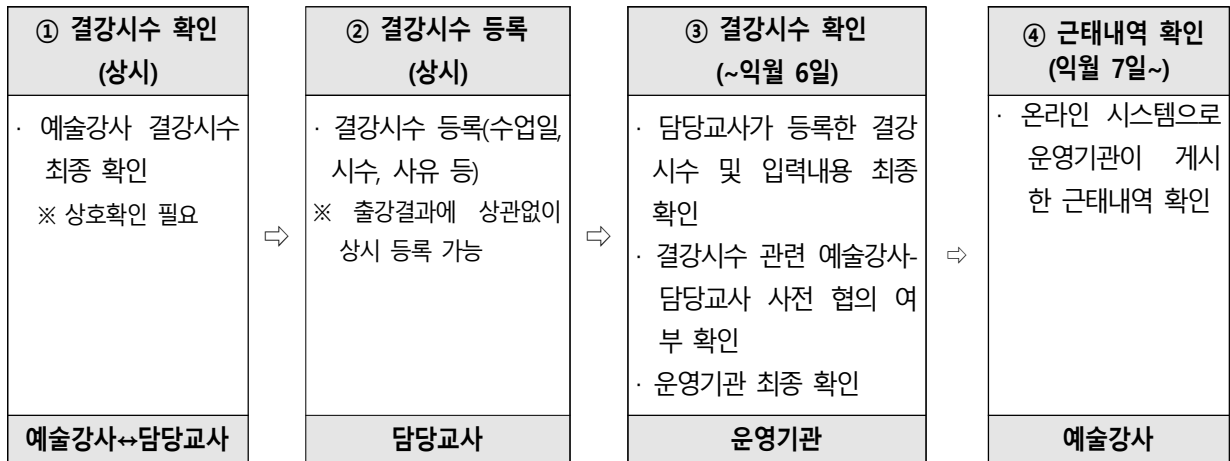 ① 결강시수 확인
(상시)
· 예술강사 결강시수
최종 확인
※ 상호확인 필요
예술강사↔담당교사
⇨
② 결강시수 등록
(상시)
· 결강시수 등록(수업일,
시수, 사유 등)
※ 출강결과에 상관없이
상시 등록 가능
담당교사
⇨
③ 결강시수 확인
(~익월 6일)
· 담당교사가 등록한 결강
시수 및 입력내용 최종
확인
· 결강시수 관련 예술강사-
담당교사 사전 협의 여
부 확인
· 운영기관 최종 확인
운영기관
⇨
④ 근태내역 확인
(익월 7일~)
· 온라인 시스템으로
운영기관이 게시
한 근태내역 확인
예술강사